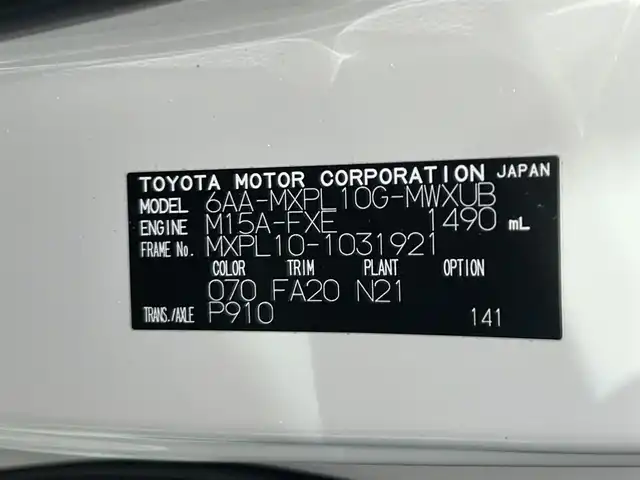 TOYOTA MOTOR CORPORATION JAPAN
MODEL 6AA-MXPL10G-MWXUB
ENGINE M15A-FXE 1490 mL
FRAME No. MXPL10-1031921
COLOR TRIM PLANT OPTION
070 FA20 N21
TRANS./AXLE P910 141